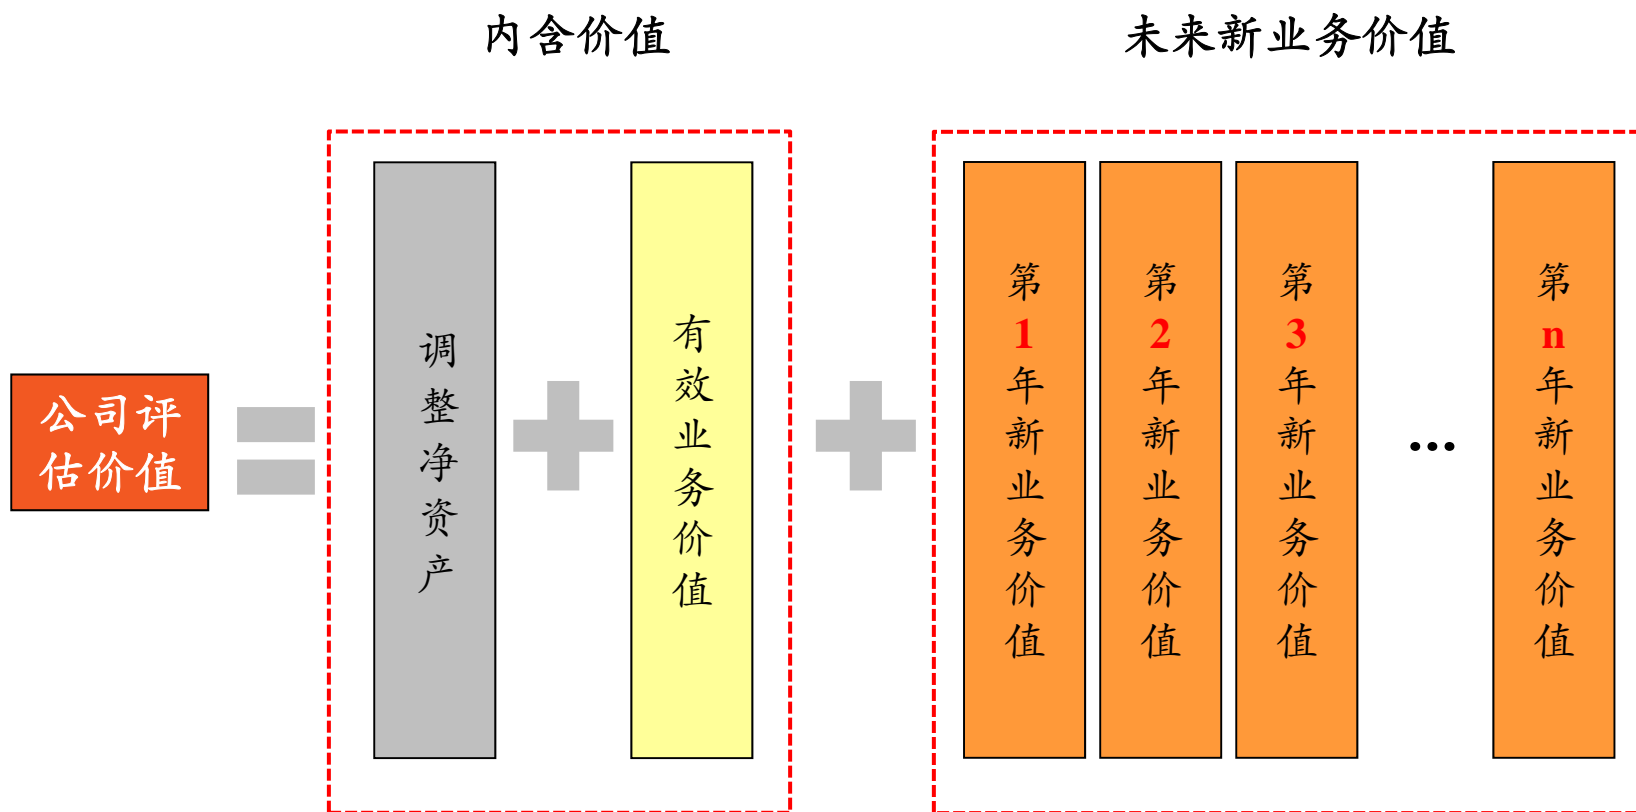 内含价值
未来新业务价值
公司评
估价值
调整净资产
有效业务价值
第1年新业务价值
第2年新业务价值
第3年新业务价值
...
第n年新业务价值